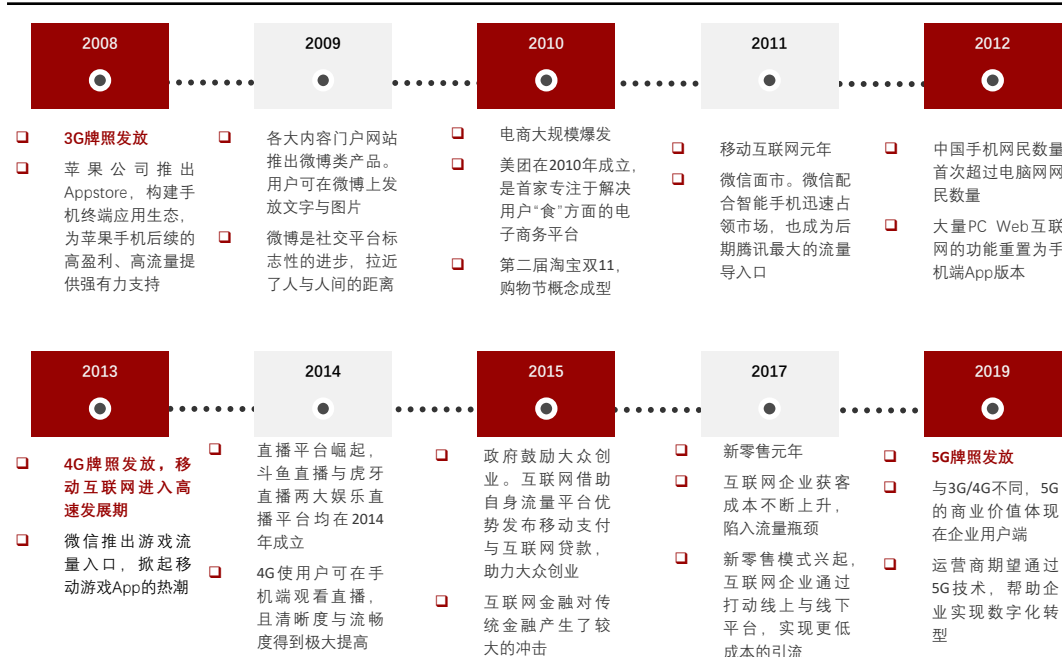 2008
2009
2010
2011
2012
3G牌照发放
苹果公司推出
Appstore，构建手
机终端应用生态，
为苹果手机后续的
高盈利、高流量提
供强有力支持
各大内容门户网站
推出微博类产品。
用户可在微博上发
放文字与图片
微博是社交平台标
志性的进步，拉近
了人与人间的距离
电商大规模爆发
美团在2010年成立，
是首家专注于解决
用户“食”方面的电
子商务平台
第二届淘宝双11，
购物节概念成型
移动互联网元年
微信面市。微信配
合智能手机迅速占
领市场，也成为后
期腾讯最大的流量
导入口
中国手机网民数量
首次超过电脑网网
民数量
大量PC Web互联
网的功能重置为手
机端App版本
2013
2014
2015
2017
2019
4G牌照发放，移
动互联网进入高
速发展期
微信推出游戏流
量入口，掀起移
动游戏App的热潮
直播平台崛起，
斗鱼直播与虎牙
直播两大娱乐直
播平台均在2014
年成立
4G使用户可在手
机端观看直播，
且清晰度与流畅
度得到极大提高
政府鼓励大众创
业。互联网借助
自身流量平台优
势发布移动支付
与互联网贷款，
助力大众创业
互联网金融对传
统金融产生了较
大的冲击
新零售元年
互联网企业获客
成本不断上升，
陷入流量瓶颈
新零售模式兴起，
互联网企业通过
打动线上与线下
平台，实现更低
成本的引流
5G牌照发放
与3G/4G不同，5G
的商业价值体现
在企业用户端
运营商期望通过
5G技术，帮助企
业实现数字化转
型